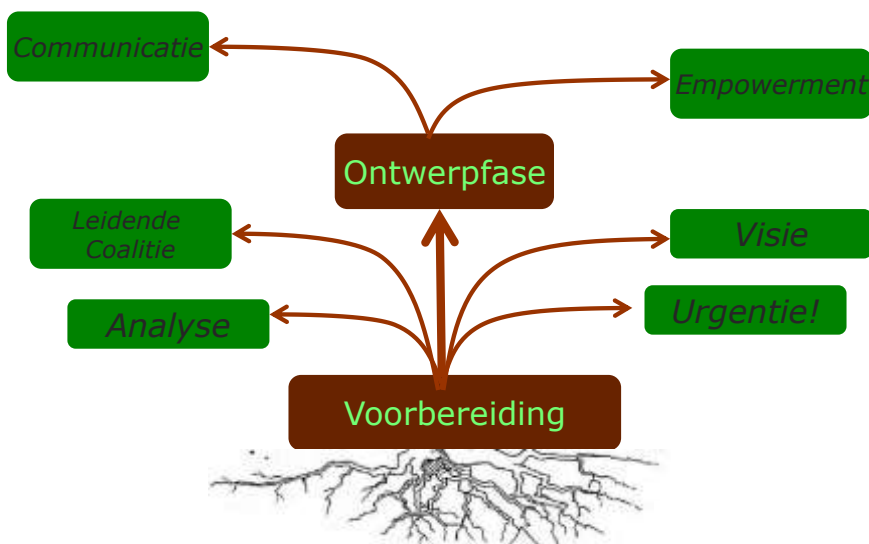 Communicatie
Empowerment
Ontwerpfase
Leidende
Coalitie
Visie
Analyse
Urgentie!
Voorbereiding